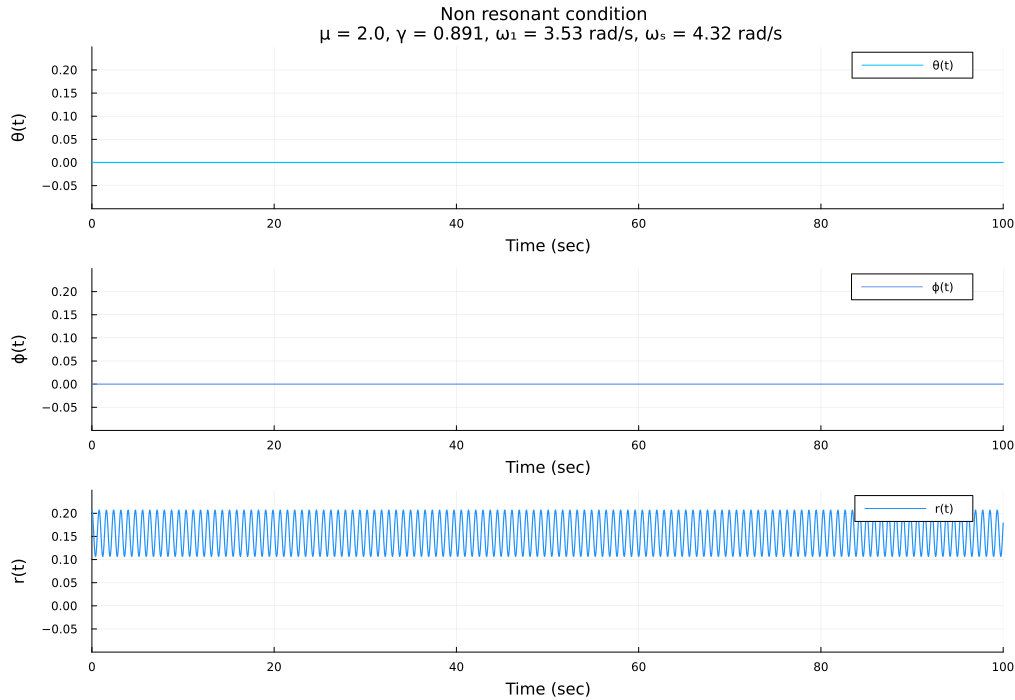 Non resonant condition
μ = 2.0, γ = 0.891, ω₁ = 3.53 rad/s, ωₛ = 4.32 rad/s
θ(t)
0.20
0.15
0.10
0.05
0.00
−0.05
θ(t)
0 20 40 60 80 100
Time (sec)
ϕ(t)
0.20
0.15
0.10
0.05
0.00
−0.05
ϕ(t)
0 20 40 60 80 100
Time (sec)
r(t)
0.20
0.15
0.10
0.05
0.00
−0.05
r(t)
0 20 40 60 80 100
Time (sec)